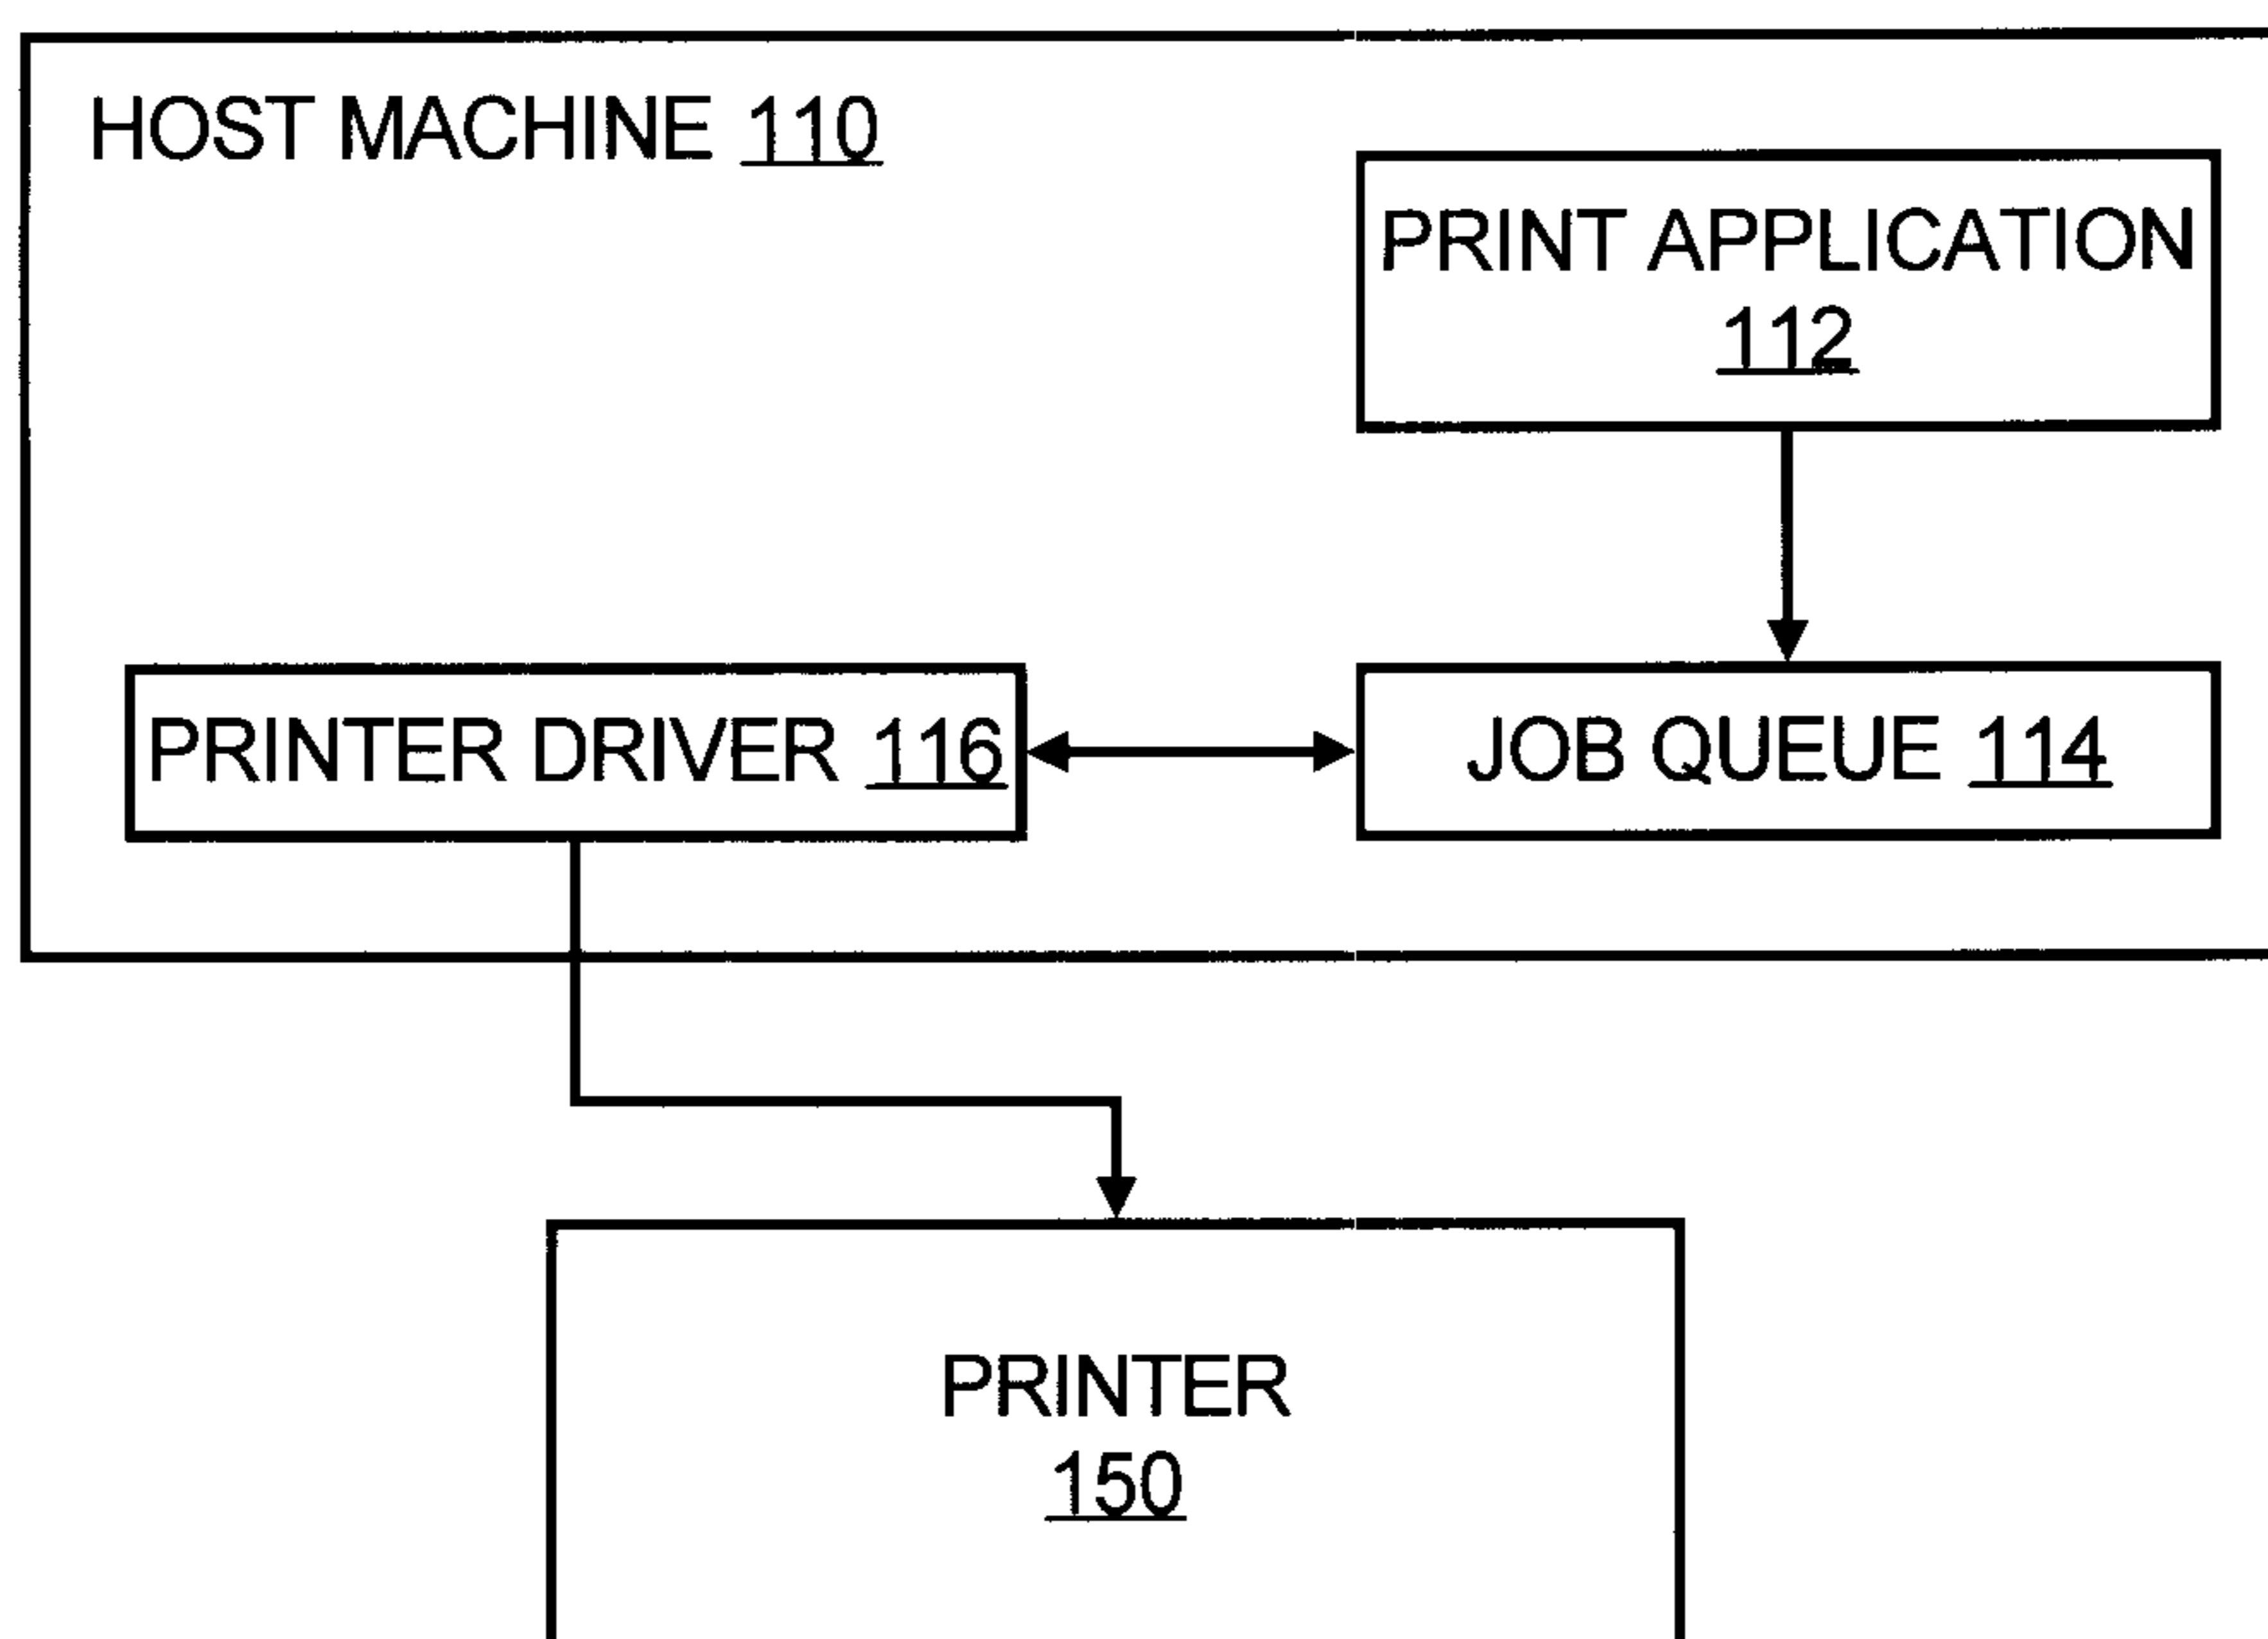 HOST MACHINE 110
PRINT APPLICATION
112
PRINTER DRIVER 116
JOB QUEUE 114
PRINTER
150